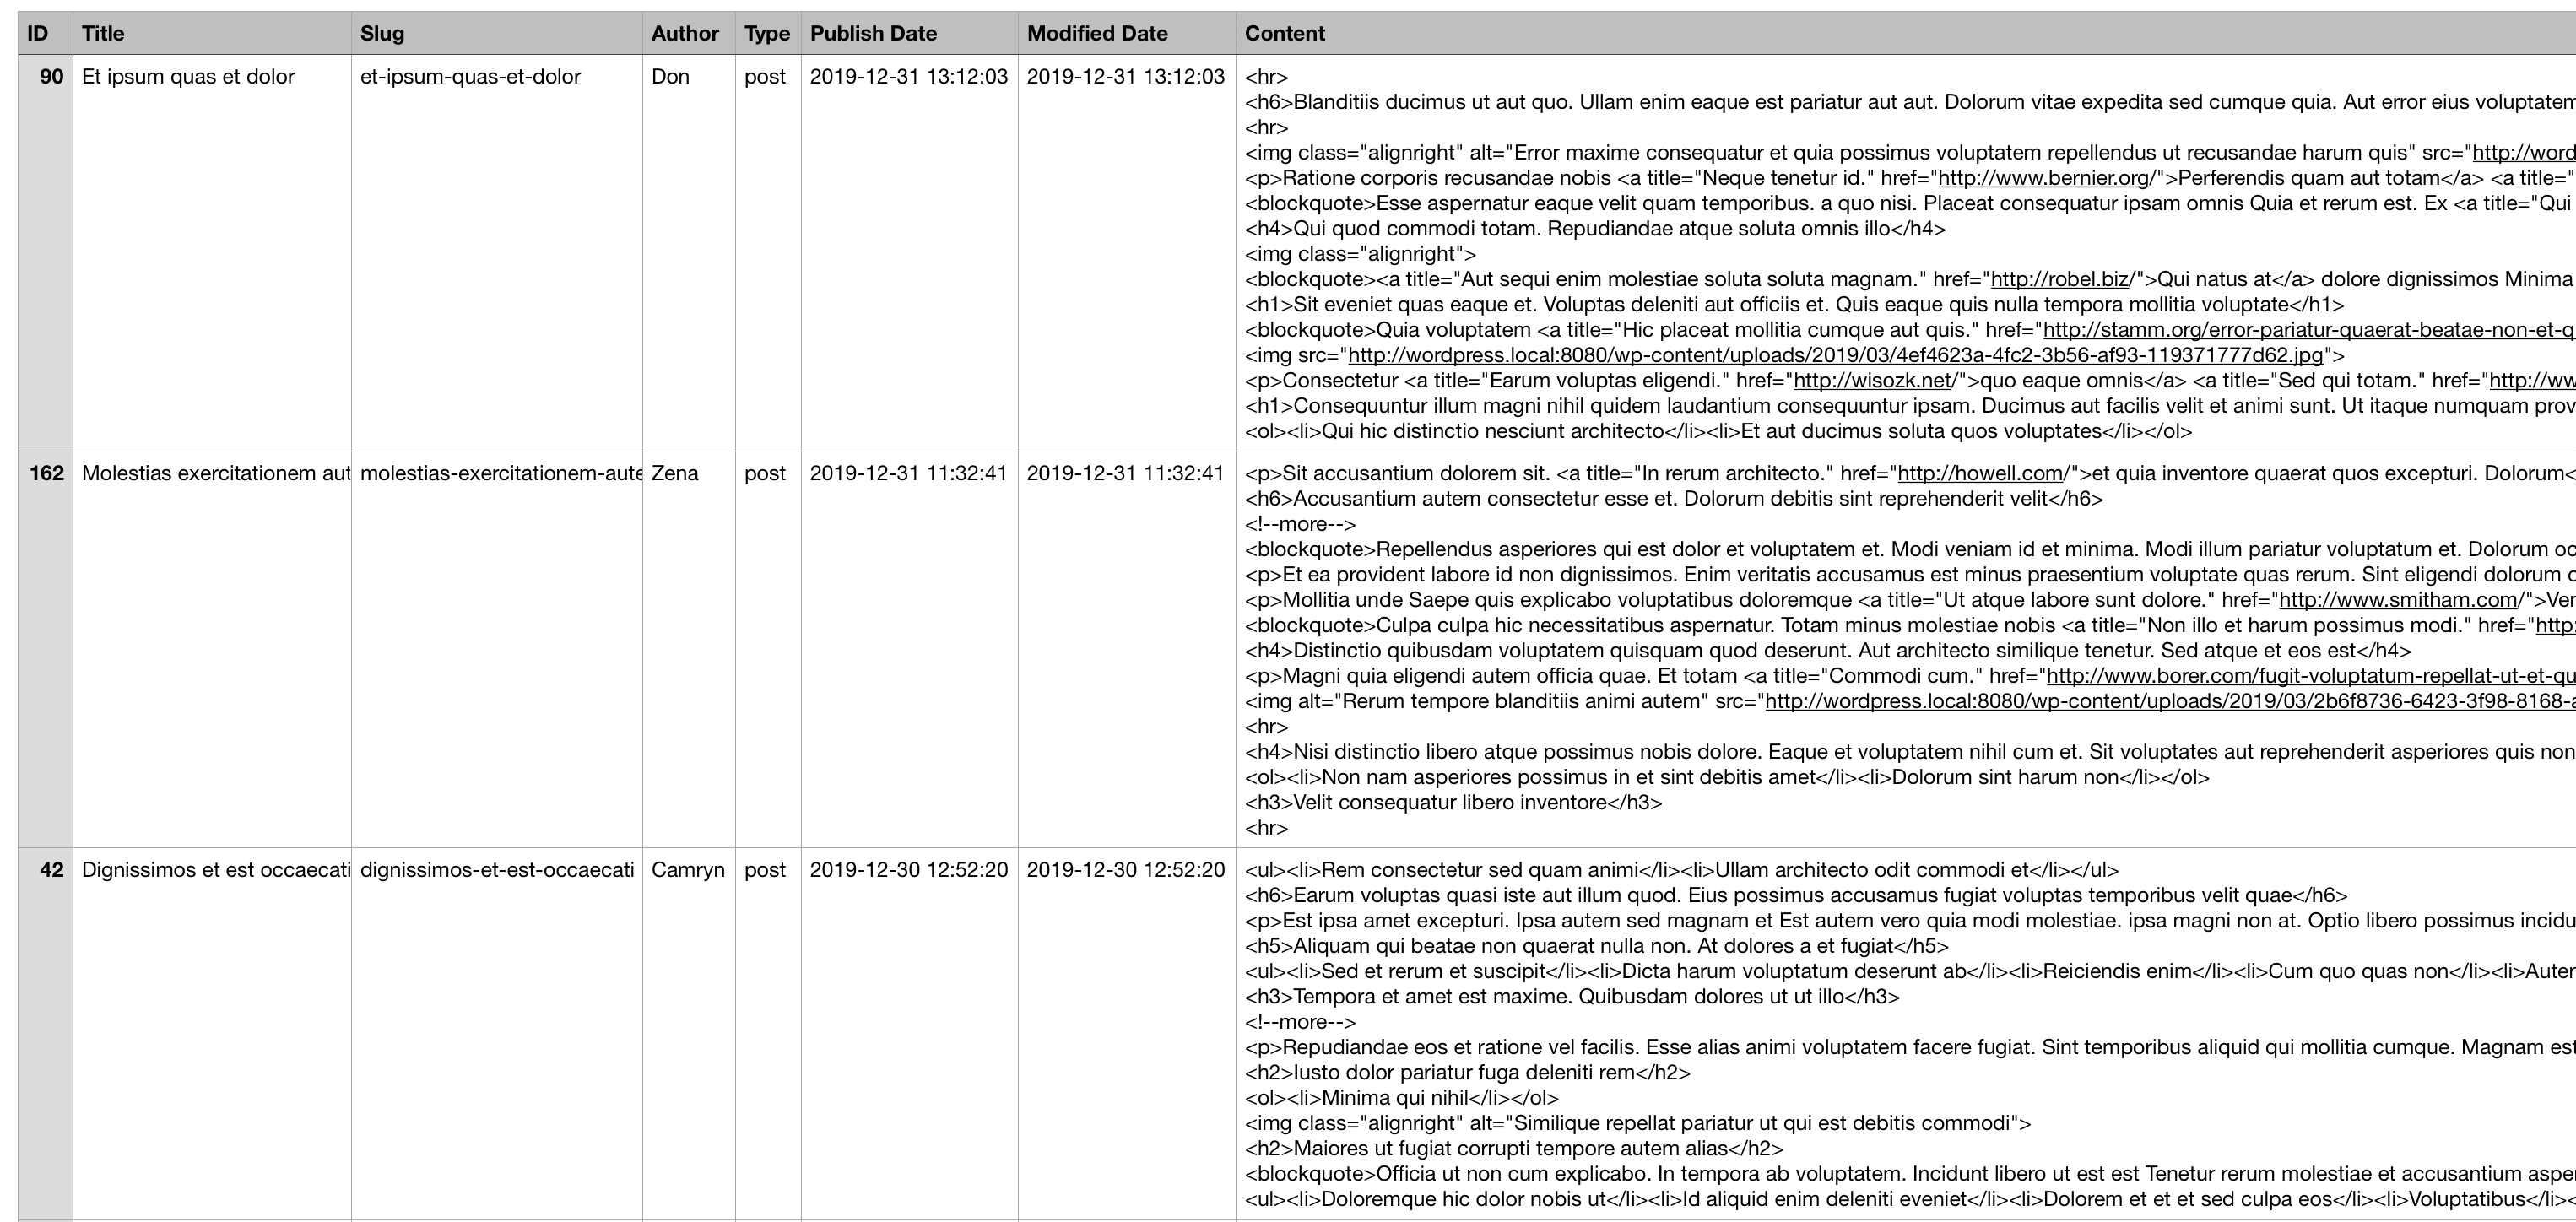 ID Title Slug Author Type Publish Date Modified Date Content
90 Et ipsum quas et dolor et-ipsum-quas-et-dolor Don post 2019-12-31 13:12:03 2019-12-31 13:12:03 <hr>
<h6>Blanditiis ducimus ut aut quo. Ullam enim eaque est pariatur aut aut. Dolorum vitae expedita sed cumque quia. Aut error eius voluptatem
<hr>
<img class="alignright" alt="Error maxime consequatur et quia possimus voluptatem repellendus ut recusandae harum quis" src="http://word
<p>Ratione corporis recusandae nobis <a title="Neque tenetur id." href="http://www.bernier.org/">Perferendis quam aut totam</a> <a title="
<blockquote>Esse aspernatur eaque velit quam temporibus. a quo nisi. Placeat consequatur ipsam omnis Quia et rerum est. Ex <a title="Qui
<h4>Qui quod commodi totam. Repudiandae atque soluta omnis illo</h4>
<img class="alignright">
<blockquote><a title="Aut sequi enim molestiae soluta soluta magnam." href="http://robel.biz/">Qui natus at</a> dolore dignissimos Minima
<h1>Sit eveniet quas eaque et. Voluptas deleniti aut officiis et. Quis eaque quis nulla tempora mollitia voluptate</h1>
<blockquote>Quia voluptatem <a title="Hic placeat mollitia cumque aut quis." href="http://stamm.org/error-pariatur-quaerat-beatae-non-et-q
<img src="http://wordpress.local:8080/wp-content/uploads/2019/03/4ef4623a-4fc2-3b56-af93-119371777d62.jpg">
<p>Consectetur <a title="Earum voluptas eligendi." href="http://wisozk.net/">quo eaque omnis</a> <a title="Sed qui totam." href="http://ww
<h1>Consequuntur illum magni nihil quidem laudantium consequuntur ipsam. Ducimus aut facilis velit et animi sunt. Ut itaque numquam prov
<ol><li>Qui hic distinctio nesciunt architecto</li><li>Et aut ducimus soluta quos voluptates</li></ol>
162 Molestias exercitationem aut molestias-exercitationem-aute Zena post 2019-12-31 11:32:41 2019-12-31 11:32:41 <p>Sit accusantium dolorem sit. <a title="In rerum architecto." href="http://howell.com/">et quia inventore quaerat quos excepturi. Dolorum<
<h6>Accusantium autem consectetur esse et. Dolorum debitis sint reprehenderit velit</h6>
<!--more-->
<blockquote>Repellendus asperiores qui est dolor et voluptatem et. Modi veniam id et minima. Modi illum pariatur voluptatum et. Dolorum oc
<p>Et ea provident labore id non dignissimos. Enim veritatis accusamus est minus praesentium voluptate quas rerum. Sint eligendi dolorum
<p>Mollitia unde Saepe quis explicabo voluptatibus doloremque <a title="Ut atque labore sunt dolore." href="http://www.smitham.com/">Ver
<blockquote>Culpa culpa hic necessitatibus aspernatur. Totam minus molestiae nobis <a title="Non illo et harum possimus modi." href="http:
<h4>Distinctio quibusdam voluptatem quisquam quod deserunt. Aut architecto similique tenetur. Sed atque et eos est</h4>
<p>Magni quia eligendi autem officia quae. Et totam <a title="Commodi cum." href="http://www.borer.com/fugit-voluptatum-repellat-ut-et-qu
<img alt="Rerum tempore blanditiis animi autem" src="http://wordpress.local:8080/wp-content/uploads/2019/03/2b6f8736-6423-3f98-8168-a
<hr>
<h4>Nisi distinctio libero atque possimus nobis dolore. Eaque et voluptatem nihil cum et. Sit voluptates aut reprehenderit asperiores quis non
<ol><li>Non nam asperiores possimus in et sint debitis amet</li><li>Dolorum sint harum non</li></ol>
<h3>Velit consequatur libero inventore</h3>
<hr>
42 Dignissimos et est occaecati dignissimos-et-est-occaecati Camryn post 2019-12-30 12:52:20 2019-12-30 12:52:20 <ul><li>Rem consectetur sed quam animi</li><li>Ullam architecto odit commodi et</li></ul>
<h6>Earum voluptas quasi iste aut illum quod. Eius possimus accusamus fugiat voluptas temporibus velit quae</h6>
<p>Est ipsa amet excepturi. Ipsa autem sed magnam et Est autem vero quia modi molestiae. ipsa magni non at. Optio libero possimus incidu
<h5>Aliquam qui beatae non quaerat nulla non. At dolores a et fugiat</h5>
<ul><li>Sed et rerum et suscipit</li><li>Dicta harum voluptatum deserunt ab</li><li>Reiciendis enim</li><li>Cum quo quas non</li><li>Auter
<h3>Tempora et amet est maxime. Quibusdam dolores ut ut illo</h3>
<!--more-->
<p>Repudiandae eos et ratione vel facilis. Esse alias animi voluptatem facere fugiat. Sint temporibus aliquid qui mollitia cumque. Magnam est
<h2>Iusto dolor pariatur fuga deleniti rem</h2>
<ol><li>Minima qui nihil</li></ol>
<img class="alignright" alt="Similique repellat pariatur ut qui est debitis commodi">
<h2>Maiores ut fugiat corrupti tempore autem alias</h2>
<blockquote>Officia ut non cum explicabo. In tempora ab voluptatem. Incidunt libero ut est est Tenetur rerum molestiae et accusantium asper
<ul><li>Doloremque hic dolor nobis ut</li><li>Id aliquid enim deleniti eveniet</li><li>Dolorem et et et sed culpa eos</li><li>Voluptatibus</li><